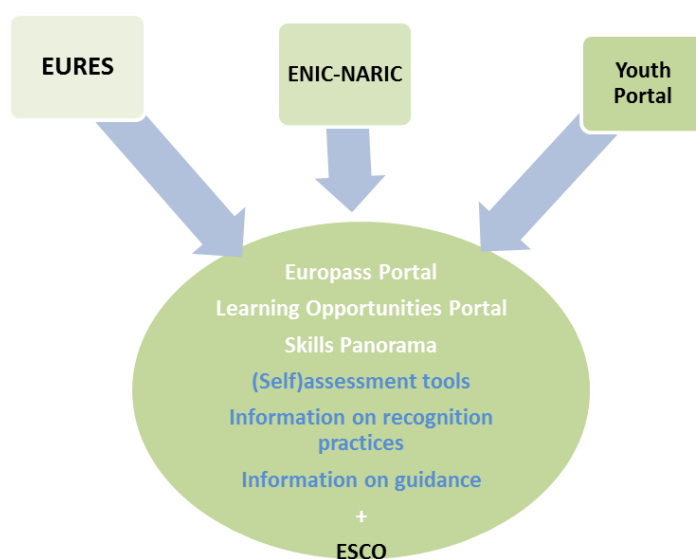 EURES
ENIC-NARIC
Youth
Portal
Europass Portal
Learning Opportunities Portal
Skills Panorama
(Self)assessment tools
Information on recognition
practices
Information on guidance
+
ESCO